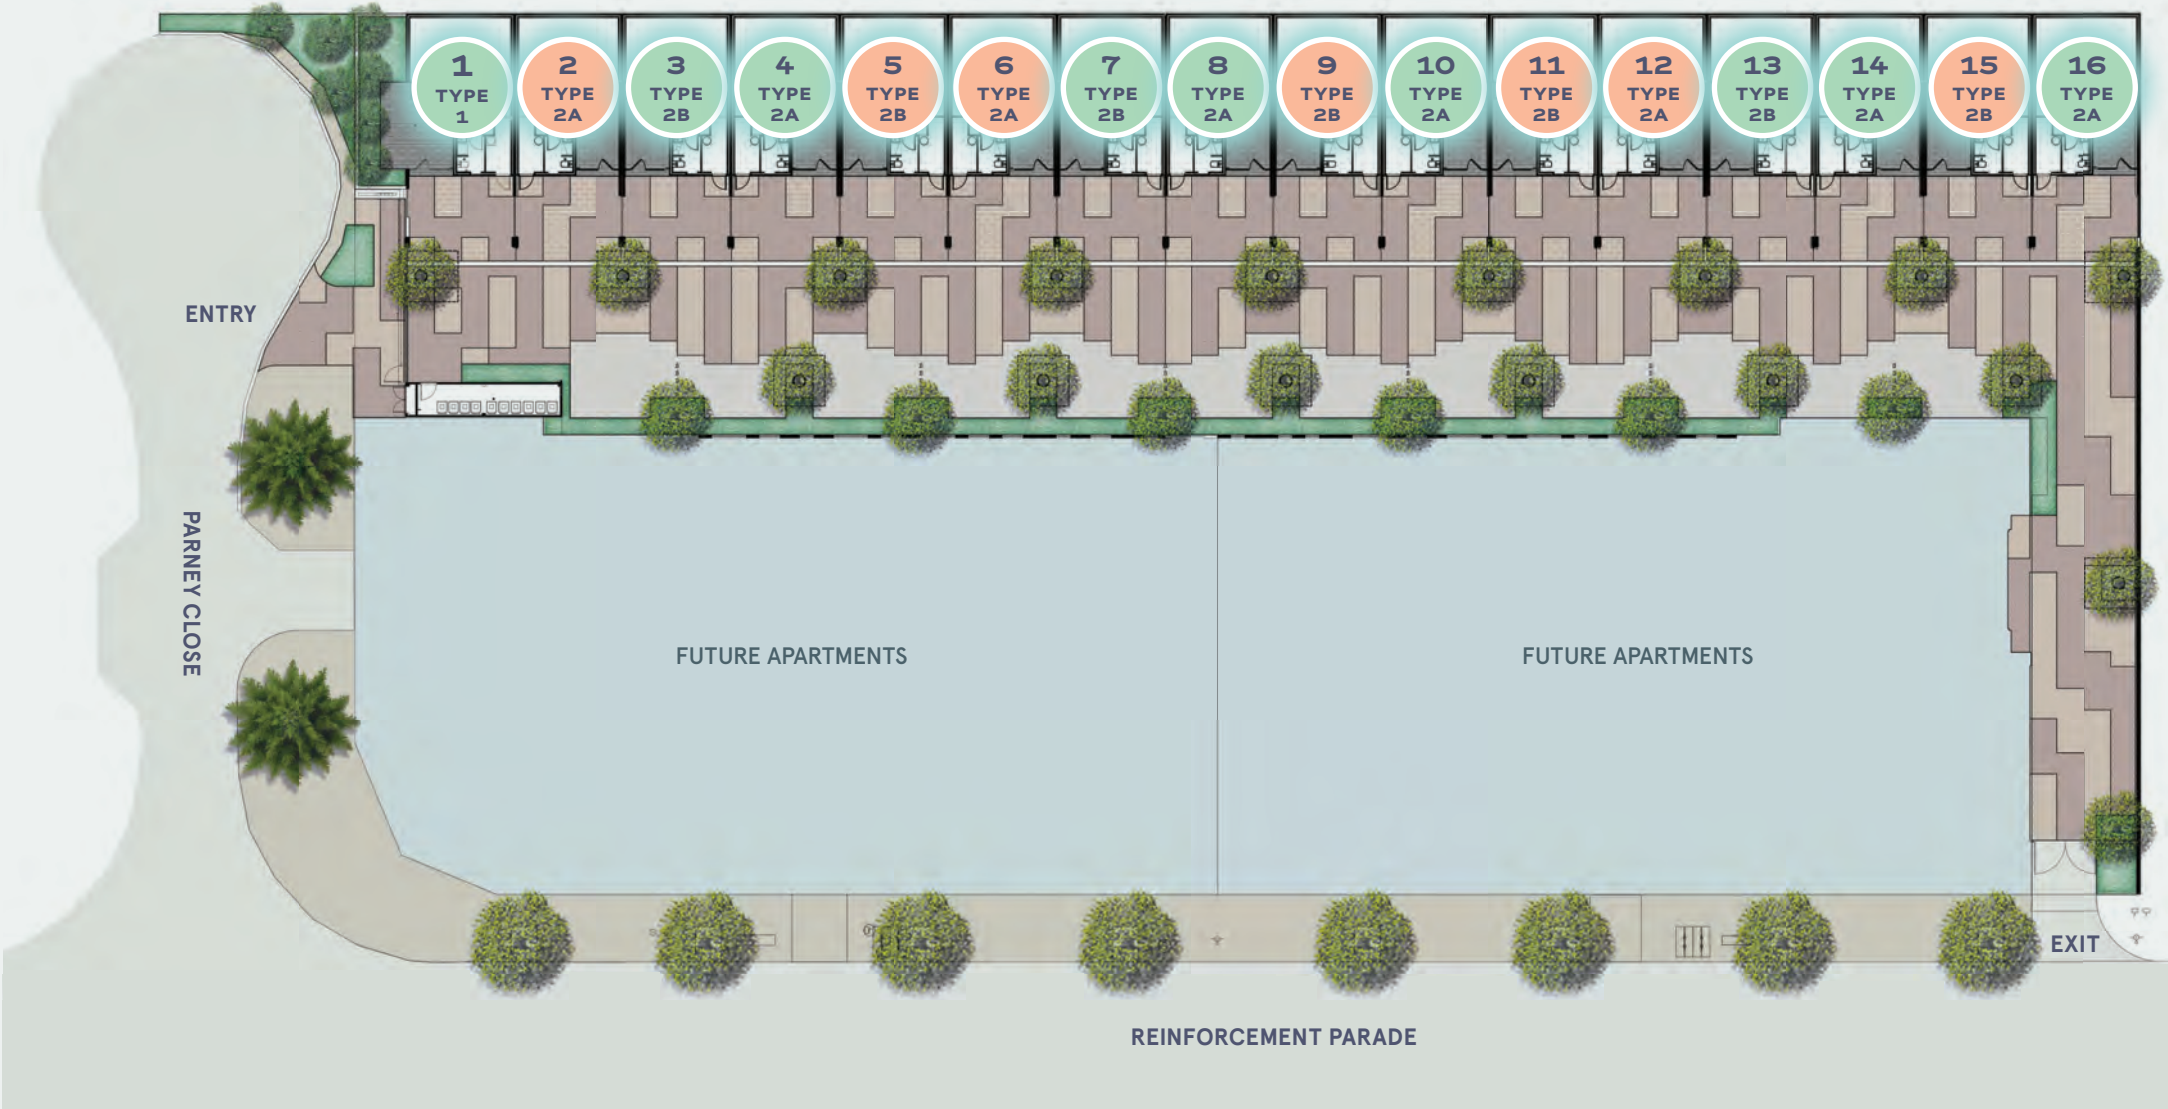 1
TYPE
1
2
TYPE
2A
3
TYPE
2B
4
TYPE
2A
5
TYPE
2B
6
TYPE
2A
7
TYPE
2B
8
TYPE
2A
9
TYPE
2B
10
TYPE
2A
11
TYPE
2B
12
TYPE
2A
13
TYPE
2B
14
TYPE
2A
15
TYPE
2B
16
TYPE
2A
ENTRY
PARNEY CLOSE
FUTURE APARTMENTS
FUTURE APARTMENTS
EXIT
REINFORCEMENT PARADE